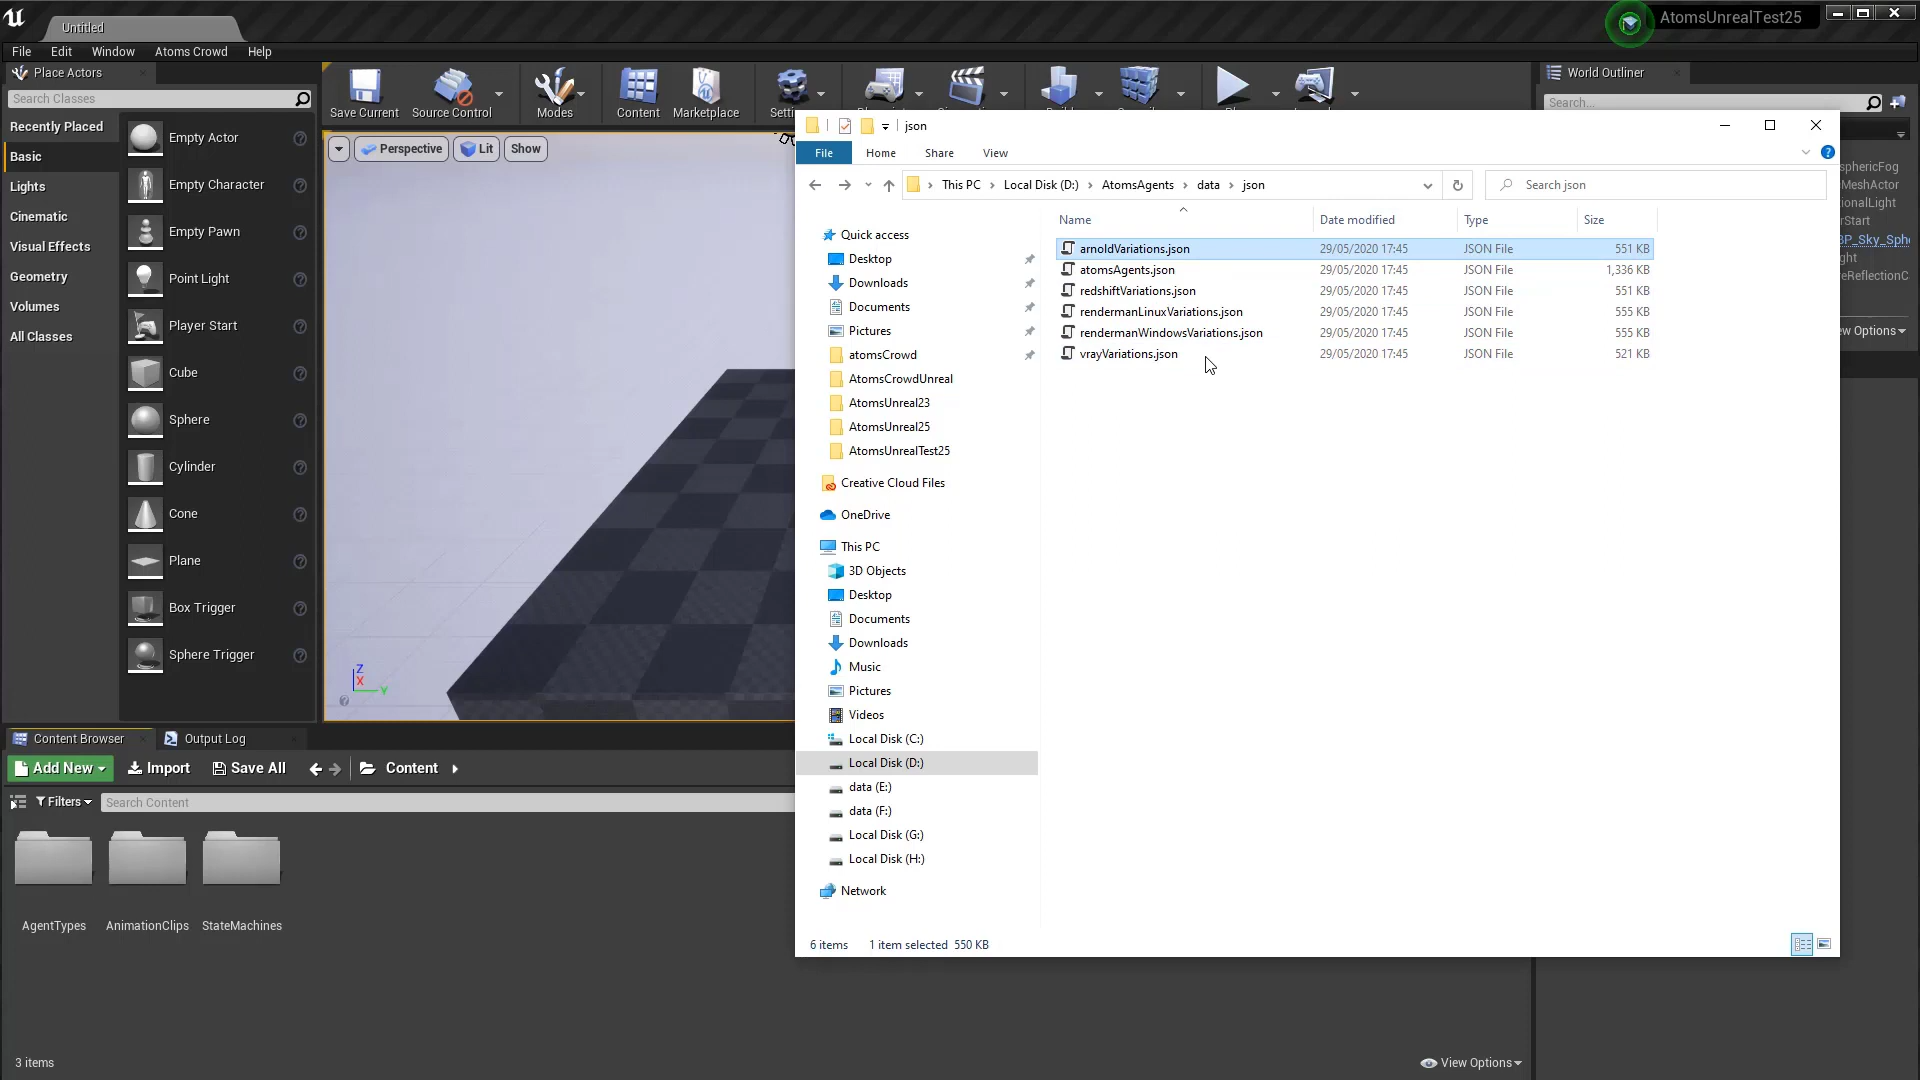 Untitled
AtomsUnrealTest25
File Edit Window Atoms Crowd Help
Place Actors
Search Classes
Recently Placed
Basic
Lights
Cinematic
Visual Effects
Geometry
Volumes
All Classes
Empty Actor
Empty Character
Empty Pawn
Point Light
Player Start
Cube
Sphere
Cylinder
Cone
Plane
Box Trigger
Sphere Trigger
Save Current
Source Control
Modes
Content
Marketplace
Perspective
Lit
Show
Z
X
Y
World Outliner
Search...
json
File Home Share View
This PC > Local Disk (D:) > AtomsAgents > data > json
Search json
Quick access
Desktop
Downloads
Documents
Pictures
atomsCrowd
AtomsCrowdUnreal
AtomsUnreal23
AtomsUnreal25
AtomsUnrealTest25
Creative Cloud Files
OneDrive
This PC
3D Objects
Desktop
Documents
Downloads
Music
Pictures
Videos
Local Disk (C:)
Local Disk (D:)
data (E:)
data (F:)
Local Disk (G:)
Local Disk (H:)
Network
Name Date modified Type Size
arnoldVariations.json 29/05/2020 17:45 JSON File 551 KB
atomsAgents.json 29/05/2020 17:45 JSON File 1,336 KB
redshiftVariations.json 29/05/2020 17:45 JSON File 551 KB
rendermanLinuxVariations.json 29/05/2020 17:45 JSON File 555 KB
rendermanWindowsVariations.json 29/05/2020 17:45 JSON File 555 KB
vrayVariations.json 29/05/2020 17:45 JSON File 521 KB
6 items 1 item selected 550 KB
sphericFog
MeshActor
ionalLight
rStart
BP_Sky_Sph
ght
eReflectionC
ew Options
Content Browser
Output Log
Add New
Import
Save All
Content
Filters
Search Content
AgentTypes
AnimationClips
StateMachines
3 items
View Options